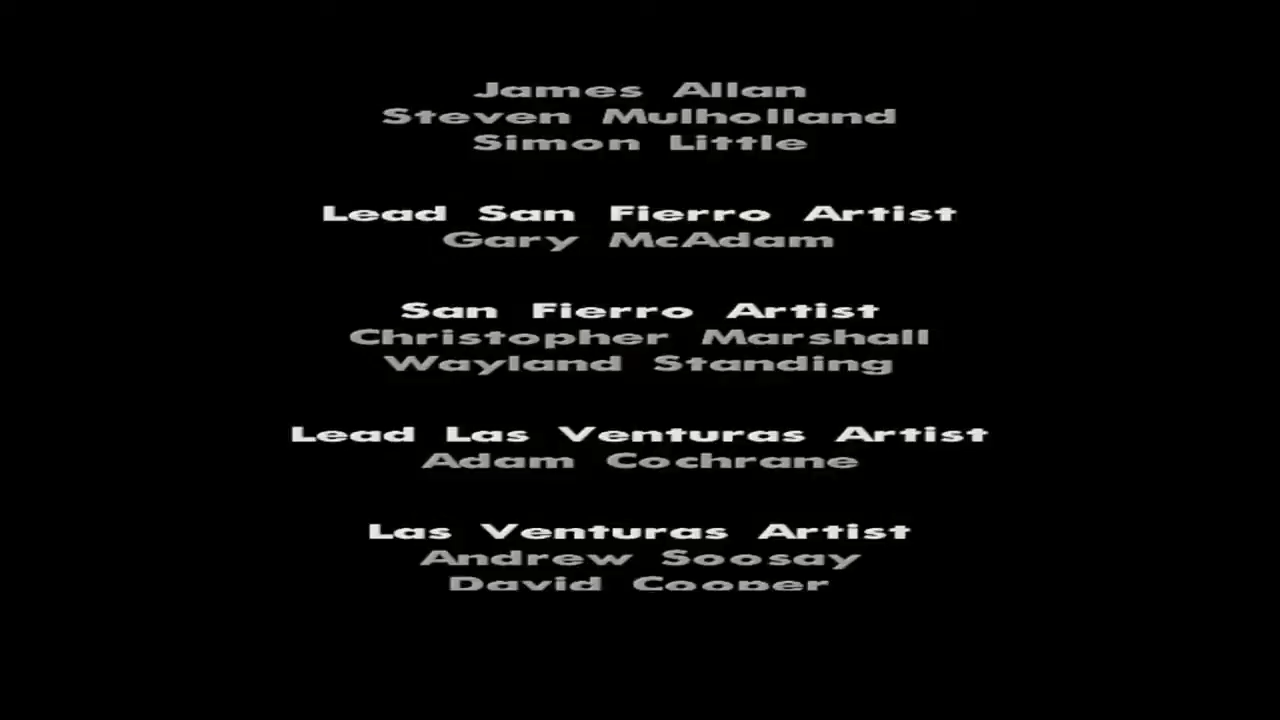 James Allan
Steven Mulholland
Simon Little
Lead San Fierro Artist
Gary McAdam
San Fierro Artist
Christopher Marshall
Wayland Standing
Lead Las Venturas Artist
Adam Cochrane
Las Venturas Artist
Andrew Soosay
David Cooper